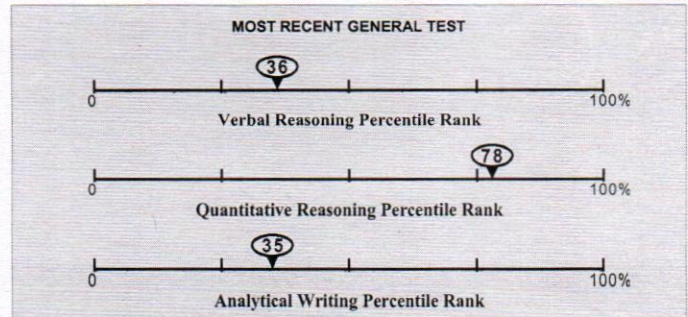 MOST RECENT GENERAL TEST
36
0 100%
Verbal Reasoning Percentile Rank
78
0 100%
Quantitative Reasoning Percentile Rank
35
0 100%
Analytical Writing Percentile Rank